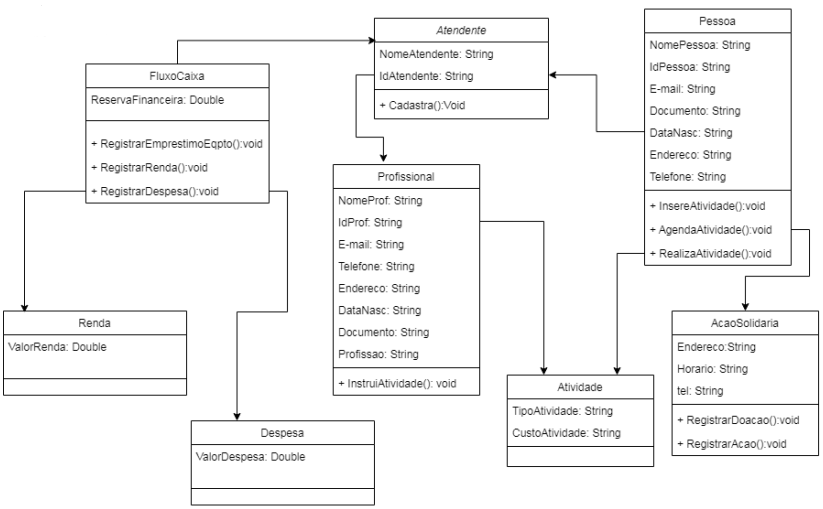 Atendente
NomeAtendente: String
IdAtendente: String
+ Cadastra():Void
Pessoa
NomePessoa: String
IdPessoa: String
E-mail: String
Documento: String
DataNasc: String
Endereco: String
Telefone: String
+ InsereAtividade():void
+ AgendaAtividade():void
+ RealizaAtividade():void
FluxoCaixa
ReservaFinanceira: Double
+ RegistrarEmprestimoEqpto():void
+ RegistrarRenda():void
+ RegistrarDespesa():void
Profissional
NomeProf: String
IdProf: String
E-mail: String
Telefone: String
Endereco: String
DataNasc: String
Documento: String
Profissao: String
+ InstruiAtividade(): void
Renda
ValorRenda: Double
AcaoSolidaria
Endereco:String
Horario: String
tel: String
+ RegistrarDoacao():void
+ RegistrarAcao():void
Atividade
TipoAtividade: String
CustoAtividade: String
Despesa
ValorDespesa: Double